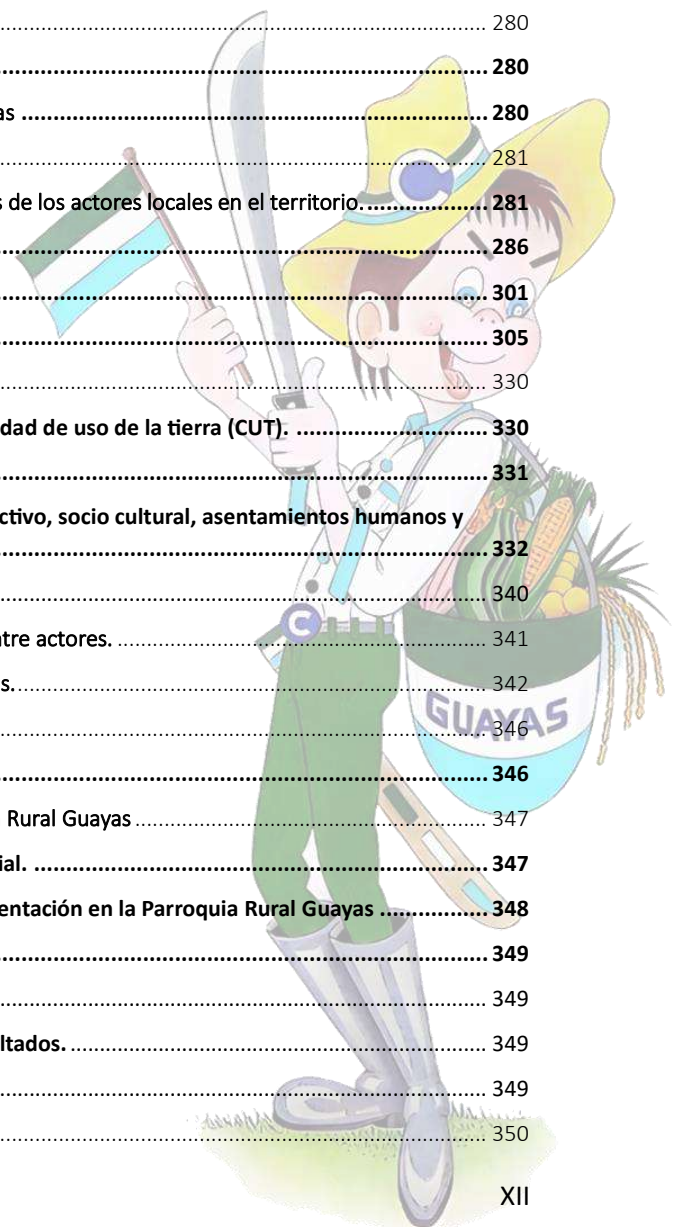 ........ 280
........ 280
as ........ 280
........ 281
s de los actores locales en el territorio. ........ 281
........ 286
........ 301
........ 305
........ 330
dad de uso de la tierra (CUT). ........ 330
........ 331
ctivo, socio cultural, asentamientos humanos y
........ 332
........ 340
ntre actores. ........ 341
s. ........ 342
........ 346
........ 346
Rural Guayas ........ 347
ial. ........ 347
entación en la Parroquia Rural Guayas ........ 348
........ 349
........ 349
ltados. ........ 349
........ 349
........ 350
C
GUAYAS
XII